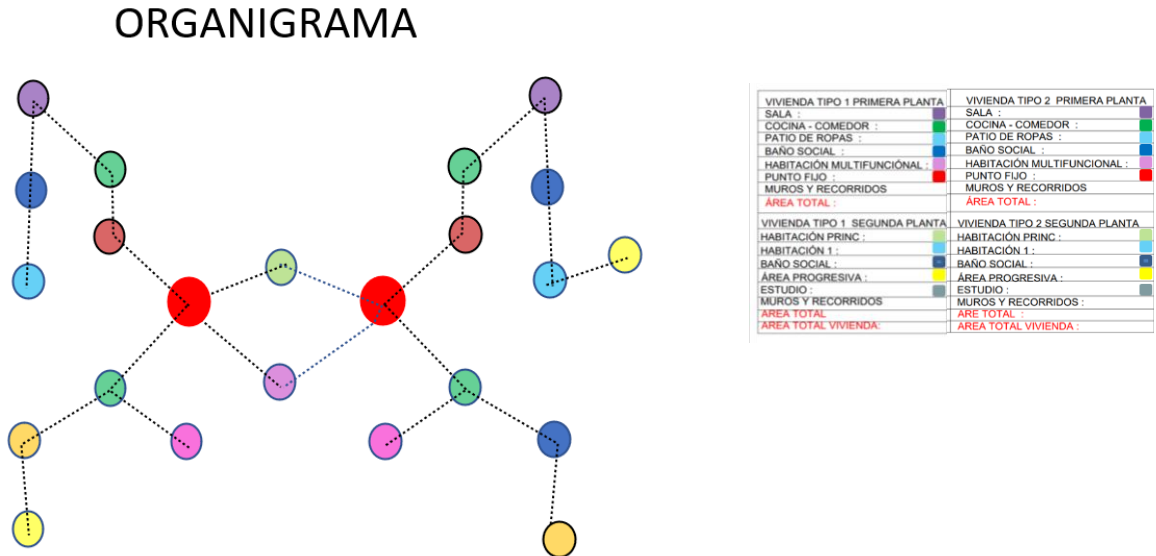 ORGANIGRAMA
VIVIENDA TIPO 1 PRIMERA PLANTA
SALA :
COCINA - COMEDOR :
PATIO DE ROPAS :
BAÑO SOCIAL :
HABITACIÓN MULTIFUNCIÓNAL :
PUNTO FIJO :
MUROS Y RECORRIDOS
ÁREA TOTAL :
VIVIENDA TIPO 2 PRIMERA PLANTA
SALA :
COCINA - COMEDOR :
PATIO DE ROPAS :
BAÑO SOCIAL :
HABITACIÓN MULTIFUNCIONAL :
PUNTO FIJO :
MUROS Y RECORRIDOS
ÁREA TOTAL :
VIVIENDA TIPO 1 SEGUNDA PLANTA
HABITACIÓN PRINC :
HABITACIÓN 1 :
BAÑO SOCIAL :
ÁREA PROGRESIVA :
ESTUDIO :
MUROS Y RECORRIDOS
AREA TOTAL
AREA TOTAL VIVIENDA:
VIVIENDA TIPO 2 SEGUNDA PLANTA
HABITACIÓN PRINC :
HABITACIÓN 1 :
BAÑO SOCIAL :
ÁREA PROGRESIVA :
ESTUDIO :
MUROS Y RECORRIDOS :
ARE TOTAL :
AREA TOTAL VIVIENDA :